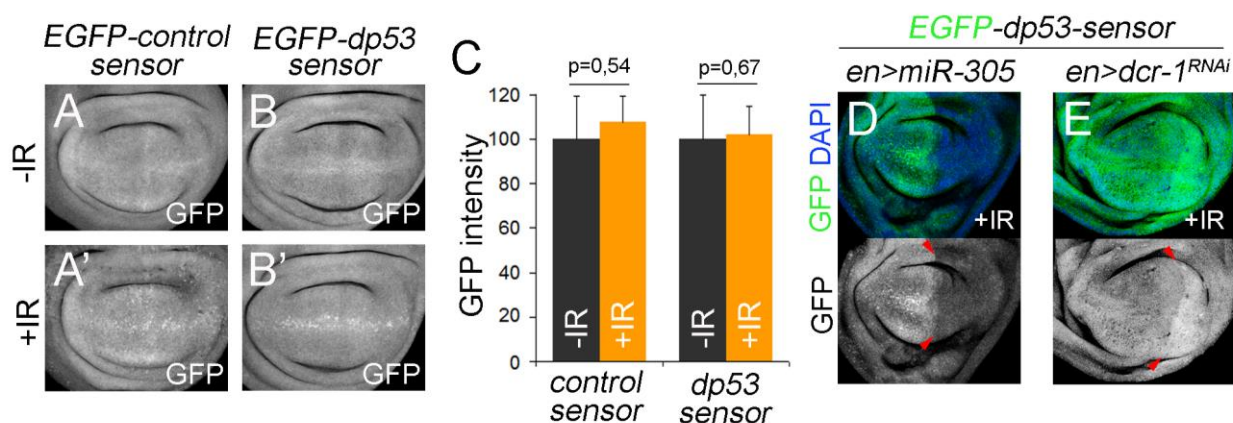 EGFP-control
sensor
EGFP-dp53
sensor
-IR
+IR
A
GFP
B
GFP
A'
GFP
B'
GFP
C
GFP intensity
120
100
80
60
40
20
0
p=0,54
p=0,67
-IR
+IR
-IR
+IR
control
sensor
dp53
sensor
EGFP-dp53-sensor
en>miR-305
en>dcr-1RNAi
GFP DAPI
D
+IR
E
+IR
GFP